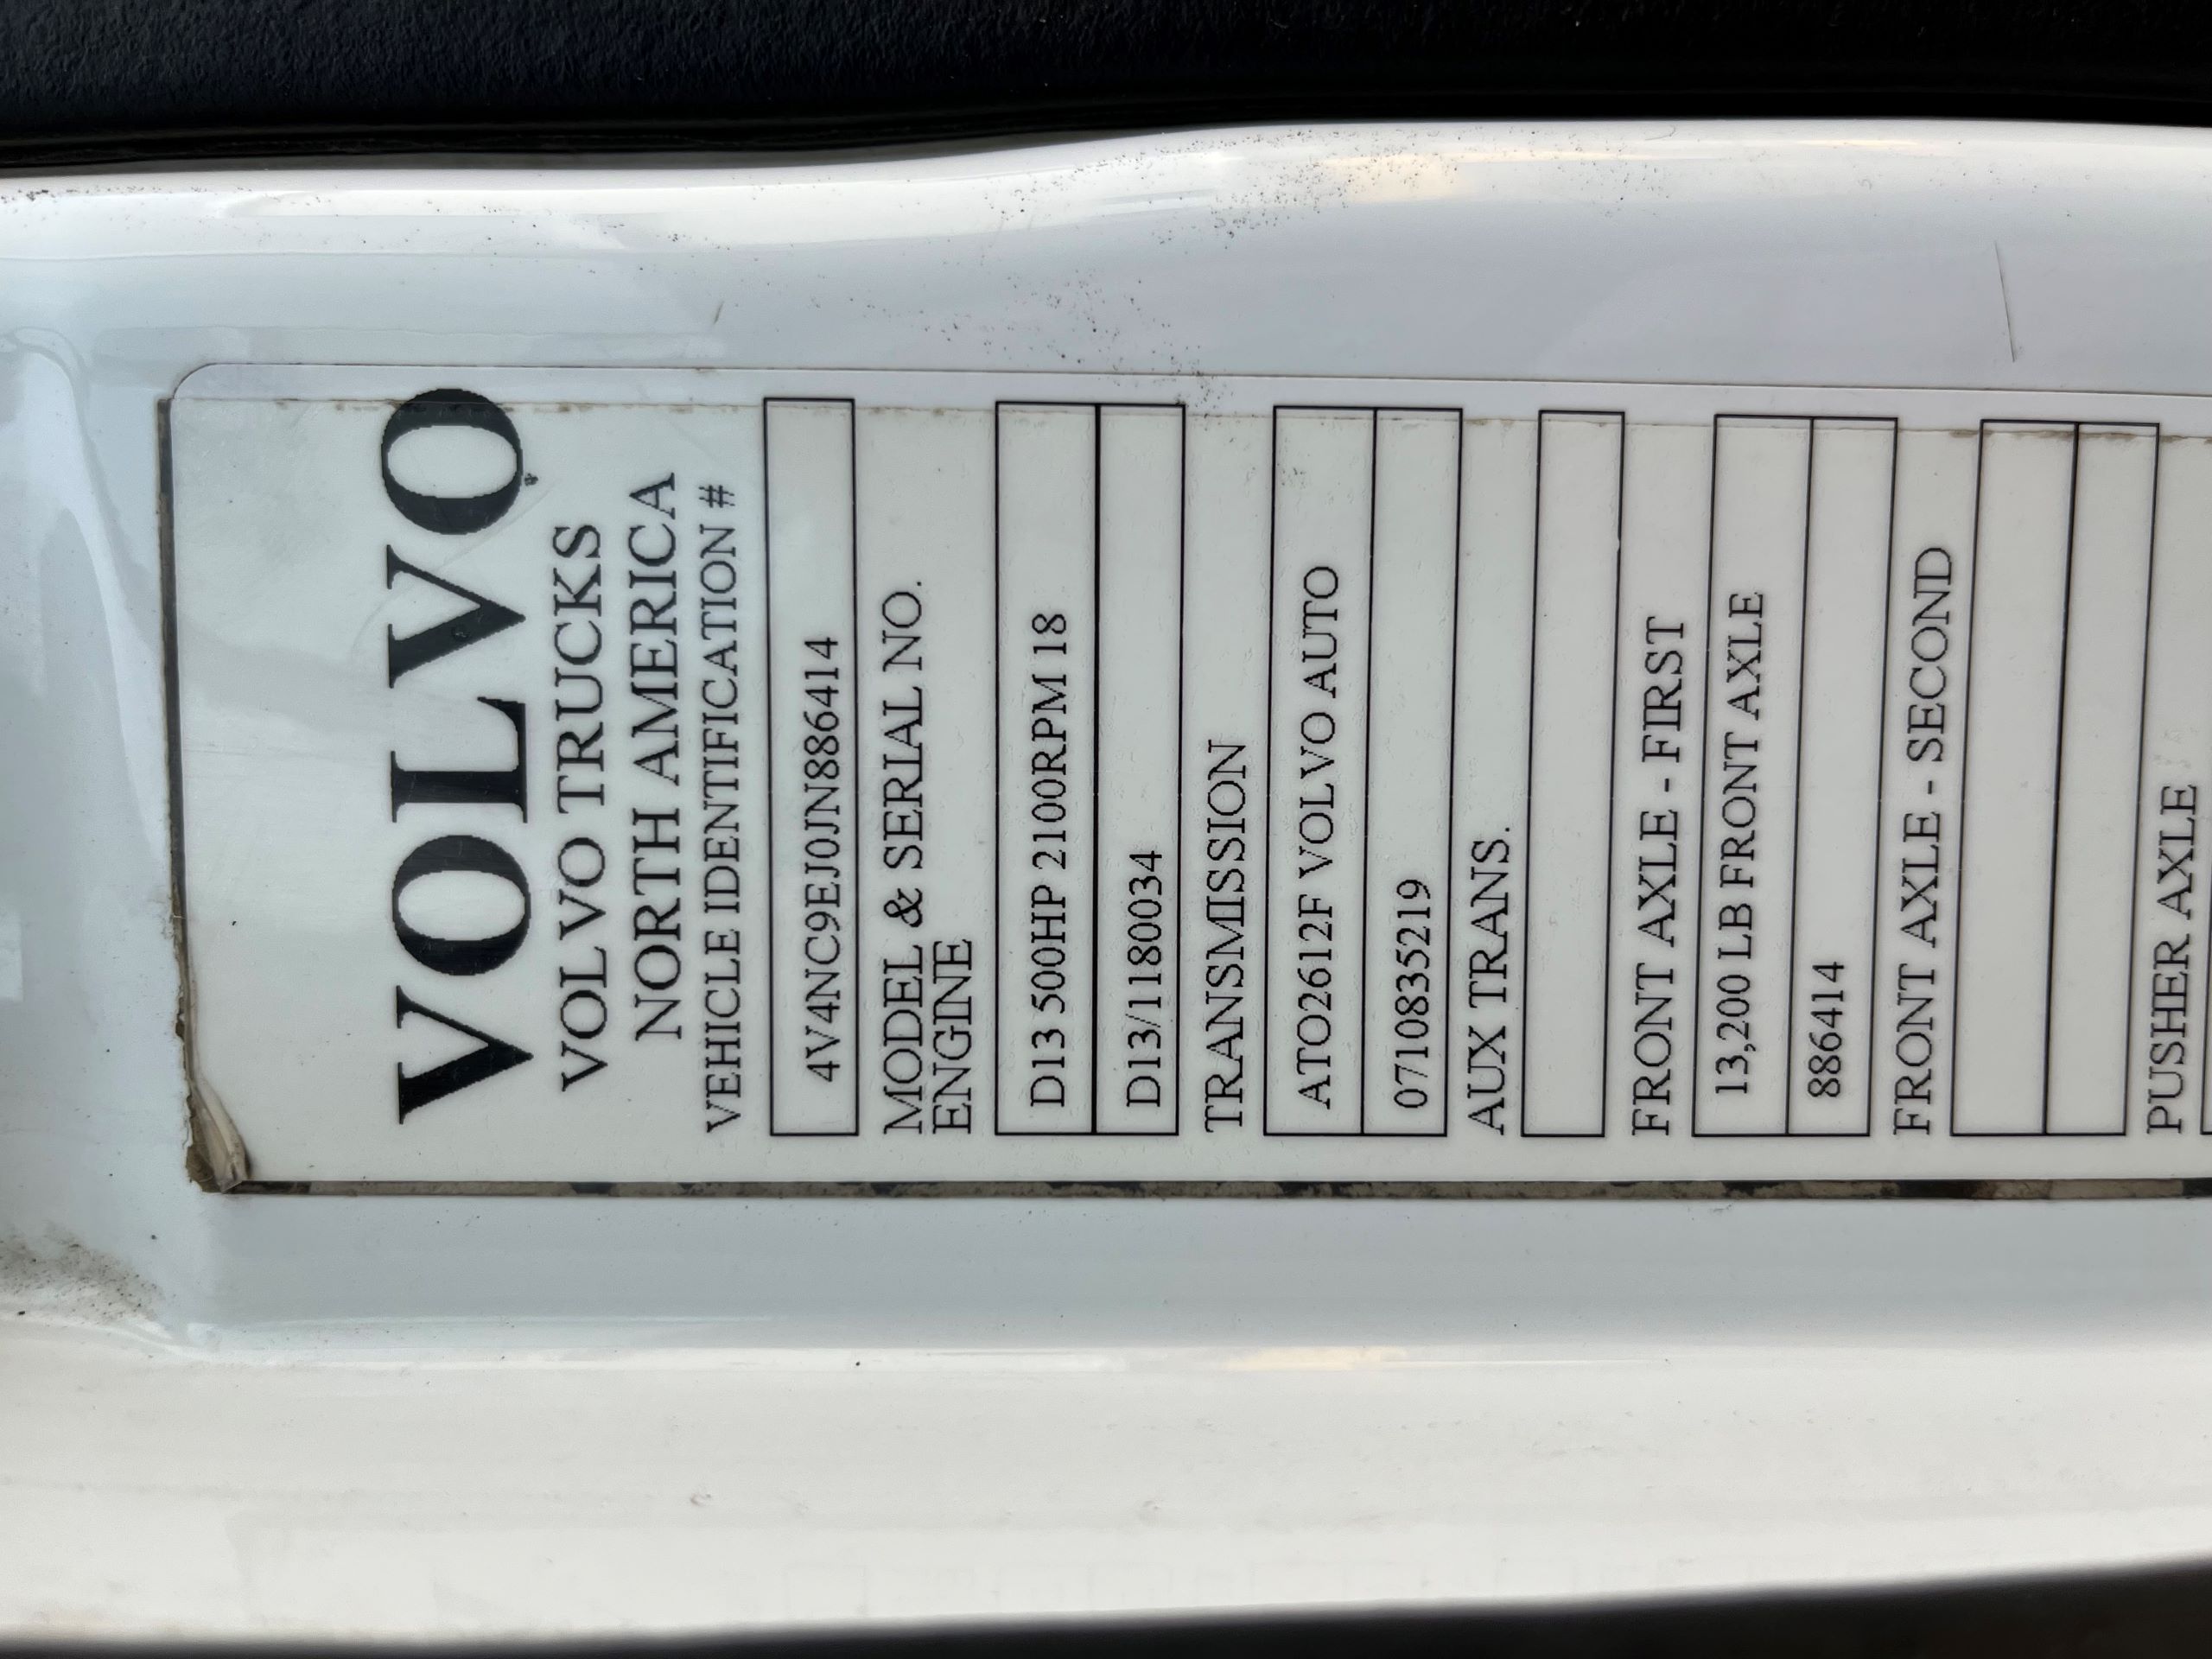 VOLVO
VOLVO TRUCKS
NORTH AMERICA
VEHICLE IDENTIFICATION #
4V4NC9EJ0JN886414
MODEL & SERIAL NO.
ENGINE
D13 500HP 2100RPM 18
D13/1180034
TRANSMISSION
ATO2612F VOLVO AUTO
0710835219
AUX TRANS.
FRONT AXLE - FIRST
13,200 LB FRONT AXLE
886414
FRONT AXLE - SECOND
PUSHER AXLE